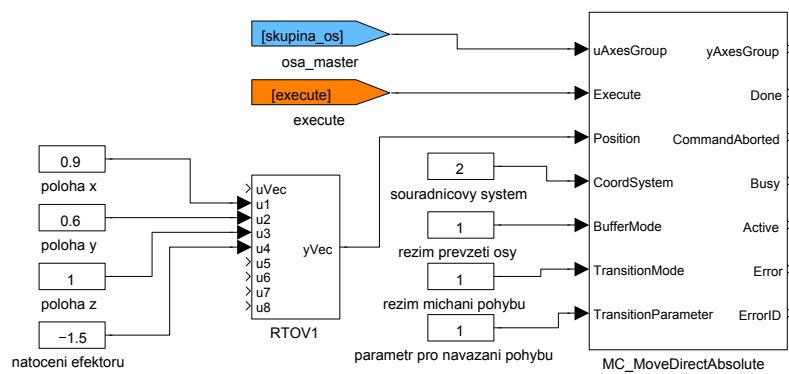 [skupina_os]
osa_master
[execute]
execute
0.9
poloha x
0.6
poloha y
1
poloha z
−1.5
natoceni efektoru
uVec
u1
u2
u3
u4
u5
u6
u7
u8
yVec
RTOV1
2
souradnicovy system
1
rezim prevzeti osy
1
rezim michani pohybu
1
parametr pro navazani pohybu
uAxesGroup
yAxesGroup
Execute
Done
Position
CommandAborted
CoordSystem
Busy
BufferMode
Active
TransitionMode
Error
TransitionParameter
ErrorID
MC_MoveDirectAbsolute